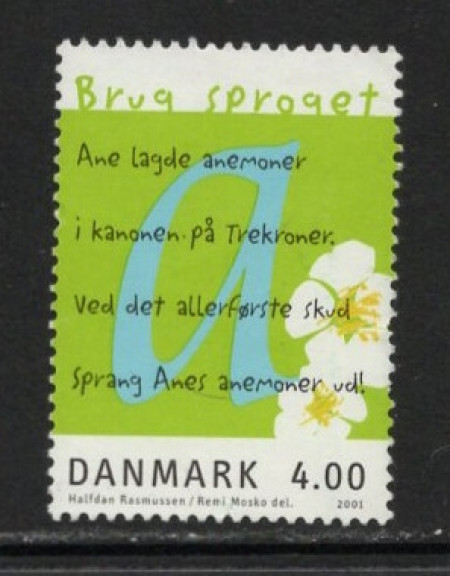 Brug sproget
Ane lagde anemoner
i kanonen på Trekroner.
Ved det allerførste skud
sprang Anes anemoner ud!
a
DANMARK 4.00
Halfdan Rasmussen / Remi Mosko del. 2001